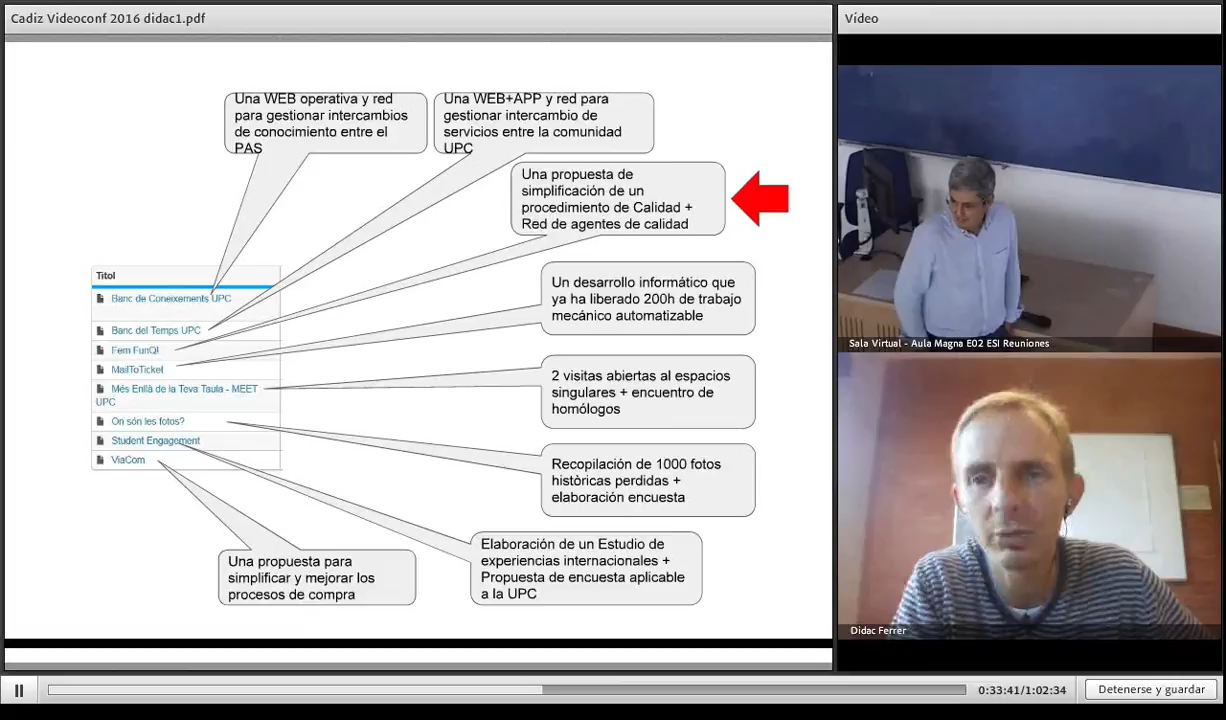 Cadiz Videoconf 2016 didac1.pdf
Vídeo
Una WEB operativa y red
para gestionar intercambios
de conocimiento entre el
PAS
Una WEB+APP y red para
gestionar intercambio de
servicios entre la comunidad
UPC
Una propuesta de
simplificación de un
procedimiento de Calidad +
Red de agentes de calidad
Titol
Banc de Coneixements UPC
Banc del Temps UPC
Fem FunQ!
MailToTicket
Més Enllà de la Teva Taula - MEET
UPC
On són les fotos?
Student Engagement
ViaCom
Un desarrollo informático que
ya ha liberado 200h de trabajo
mecánico automatizable
2 visitas abiertas al espacios
singulares + encuentro de
homólogos
Recopilación de 1000 fotos
històricas perdidas +
elaboración encuesta
Elaboración de un Estudio de
experiencias internacionales +
Propuesta de encuesta aplicable
a la UPC
Una propuesta para
simplificar y mejorar los
procesos de compra
Sala Virtual - Aula Magna E02 ESI Reuniones
Didac Ferrer
0:33:41/1:02:34
Detenerse y guardar